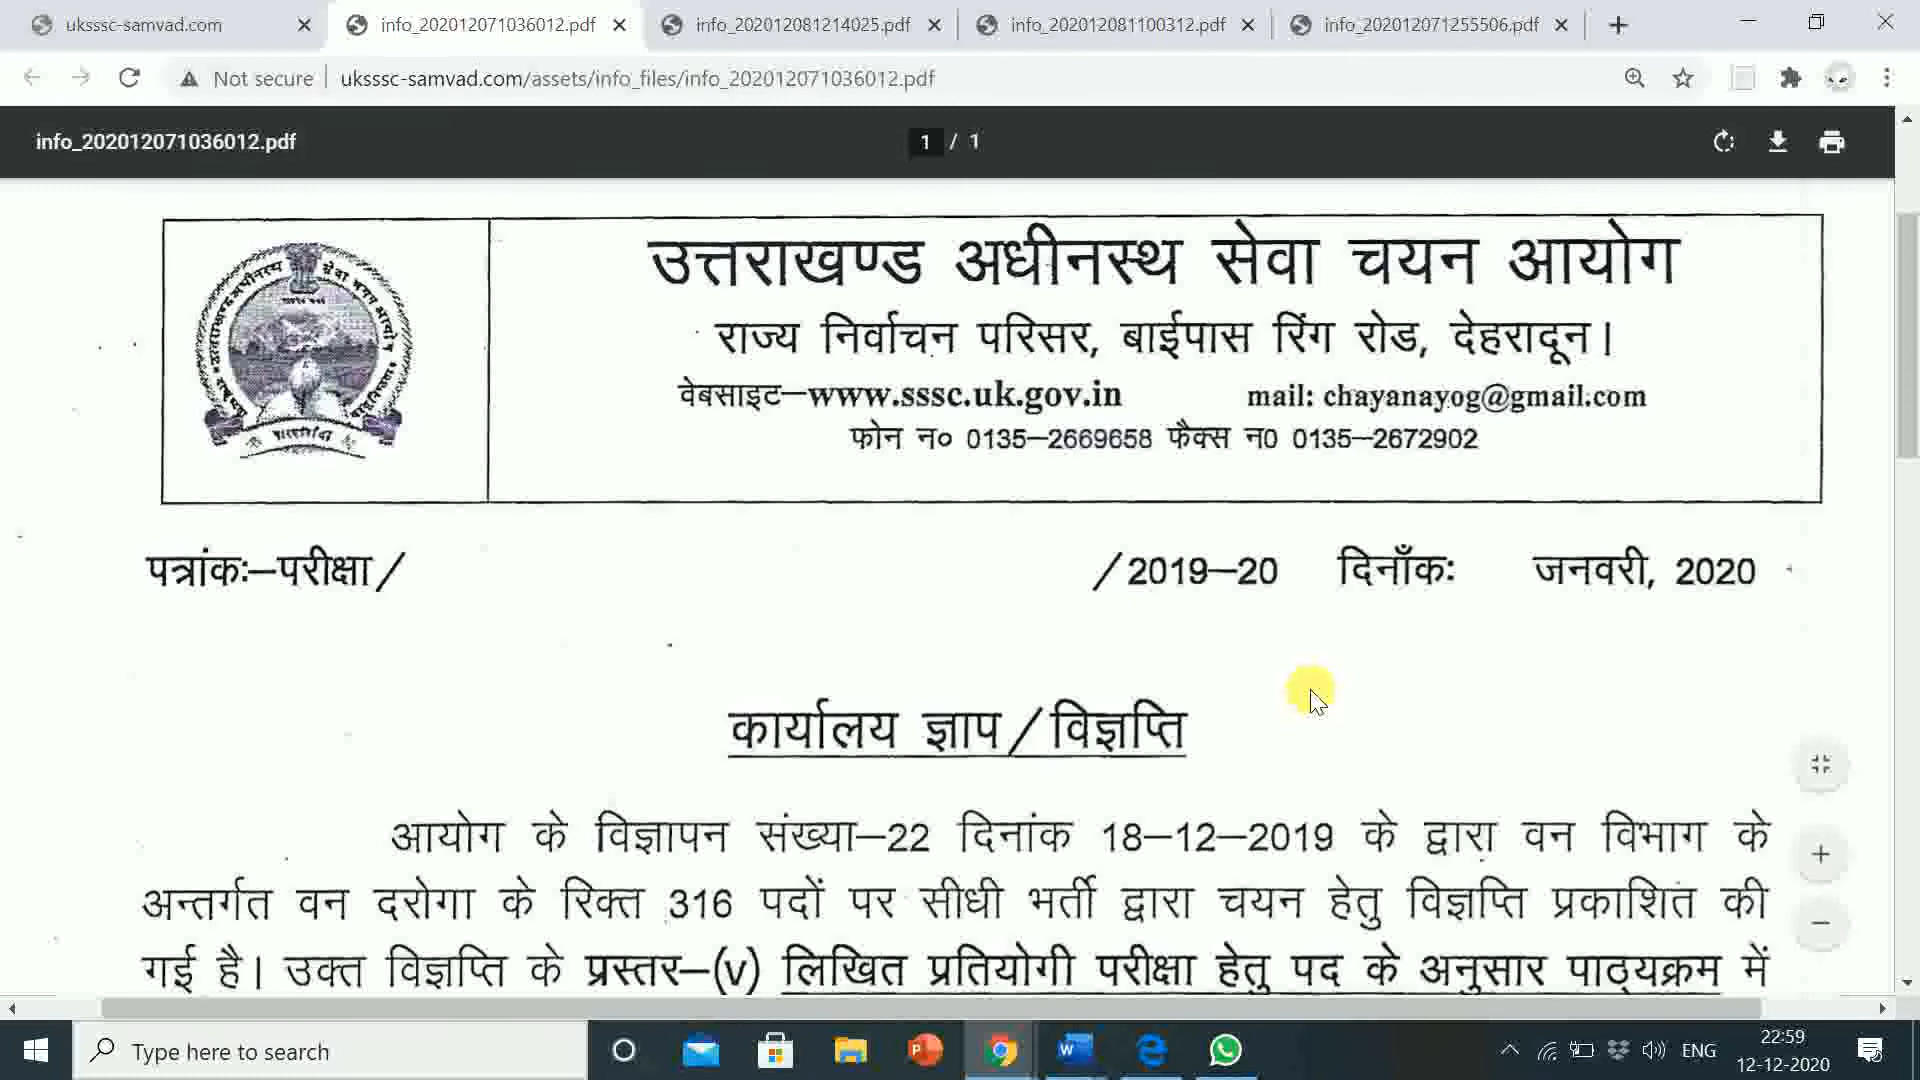 uksssc-samvad.com
info_202012071036012.pdf
info_202012081214025.pdf
info_202012081100312.pdf
info_202012071255506.pdf
Not secure
uksssc-samvad.com/assets/info_files/info_202012071036012.pdf
info_202012071036012.pdf
1 / 1
उत्तराखण्ड अधीनस्थ सेवा चयन आयोग
राज्य निर्वाचन परिसर, बाईपास रिंग रोड, देहरादून।
वेबसाइट–www.sssc.uk.gov.in mail: chayanayog@gmail.com
फोन न० 0135–2669658 फैक्स न0 0135–2672902
पत्रांकः–परीक्षा/ /2019–20 दिनाँकः जनवरी, 2020
कार्यालय ज्ञाप/विज्ञप्ति
आयोग के विज्ञापन संख्या–22 दिनांक 18–12–2019 के द्वारा वन विभाग के
अन्तर्गत वन दरोगा के रिक्त 316 पदों पर सीधी भर्ती द्वारा चयन हेतु विज्ञप्ति प्रकाशित की
गई है। उक्त विज्ञप्ति के प्रस्तर–(v) लिखित प्रतियोगी परीक्षा हेतु पद के अनुसार पाठ्यक्रम में
Type here to search
ENG
22:59
12-12-2020